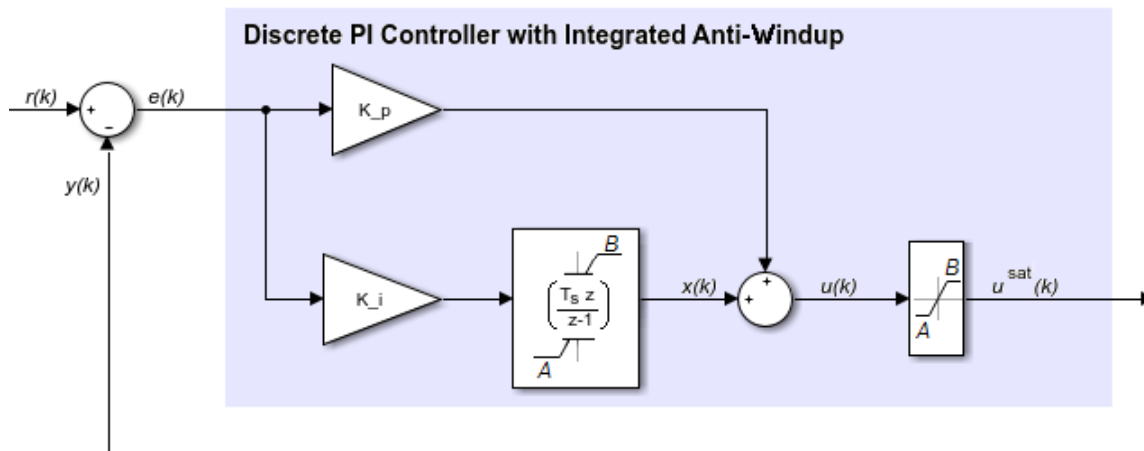 Discrete PI Controller with Integrated Anti-Windup
r(k)
+
−
e(k)
y(k)
K_p
K_i
B
T_s z
z-1
A
x(k)
+
+
u(k)
B
A
u^sat(k)